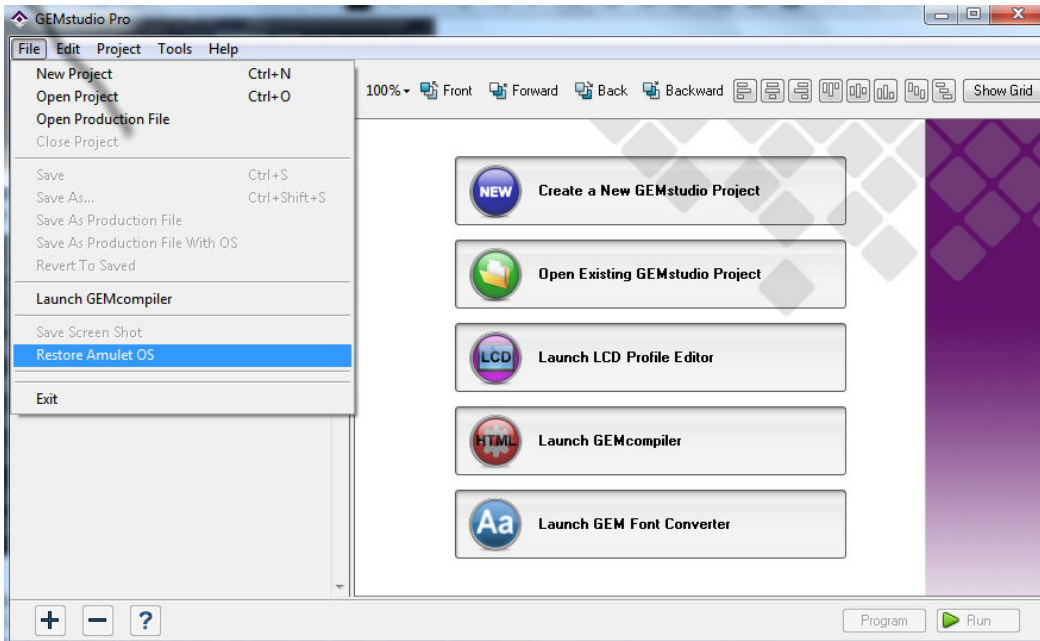 GEMstudio Pro
File Edit Project Tools Help
New Project Ctrl+N
Open Project Ctrl+O
Open Production File
Close Project
Save Ctrl+S
Save As... Ctrl+Shift+S
Save As Production File
Save As Production File With OS
Revert To Saved
Launch GEMcompiler
Save Screen Shot
Restore Amulet OS
Exit
100% Front Forward Back Backward Show Grid
NEW Create a New GEMstudio Project
Open Existing GEMstudio Project
LCD Launch LCD Profile Editor
HTML Launch GEMcompiler
Aa Launch GEM Font Converter
+ − ? Program Run